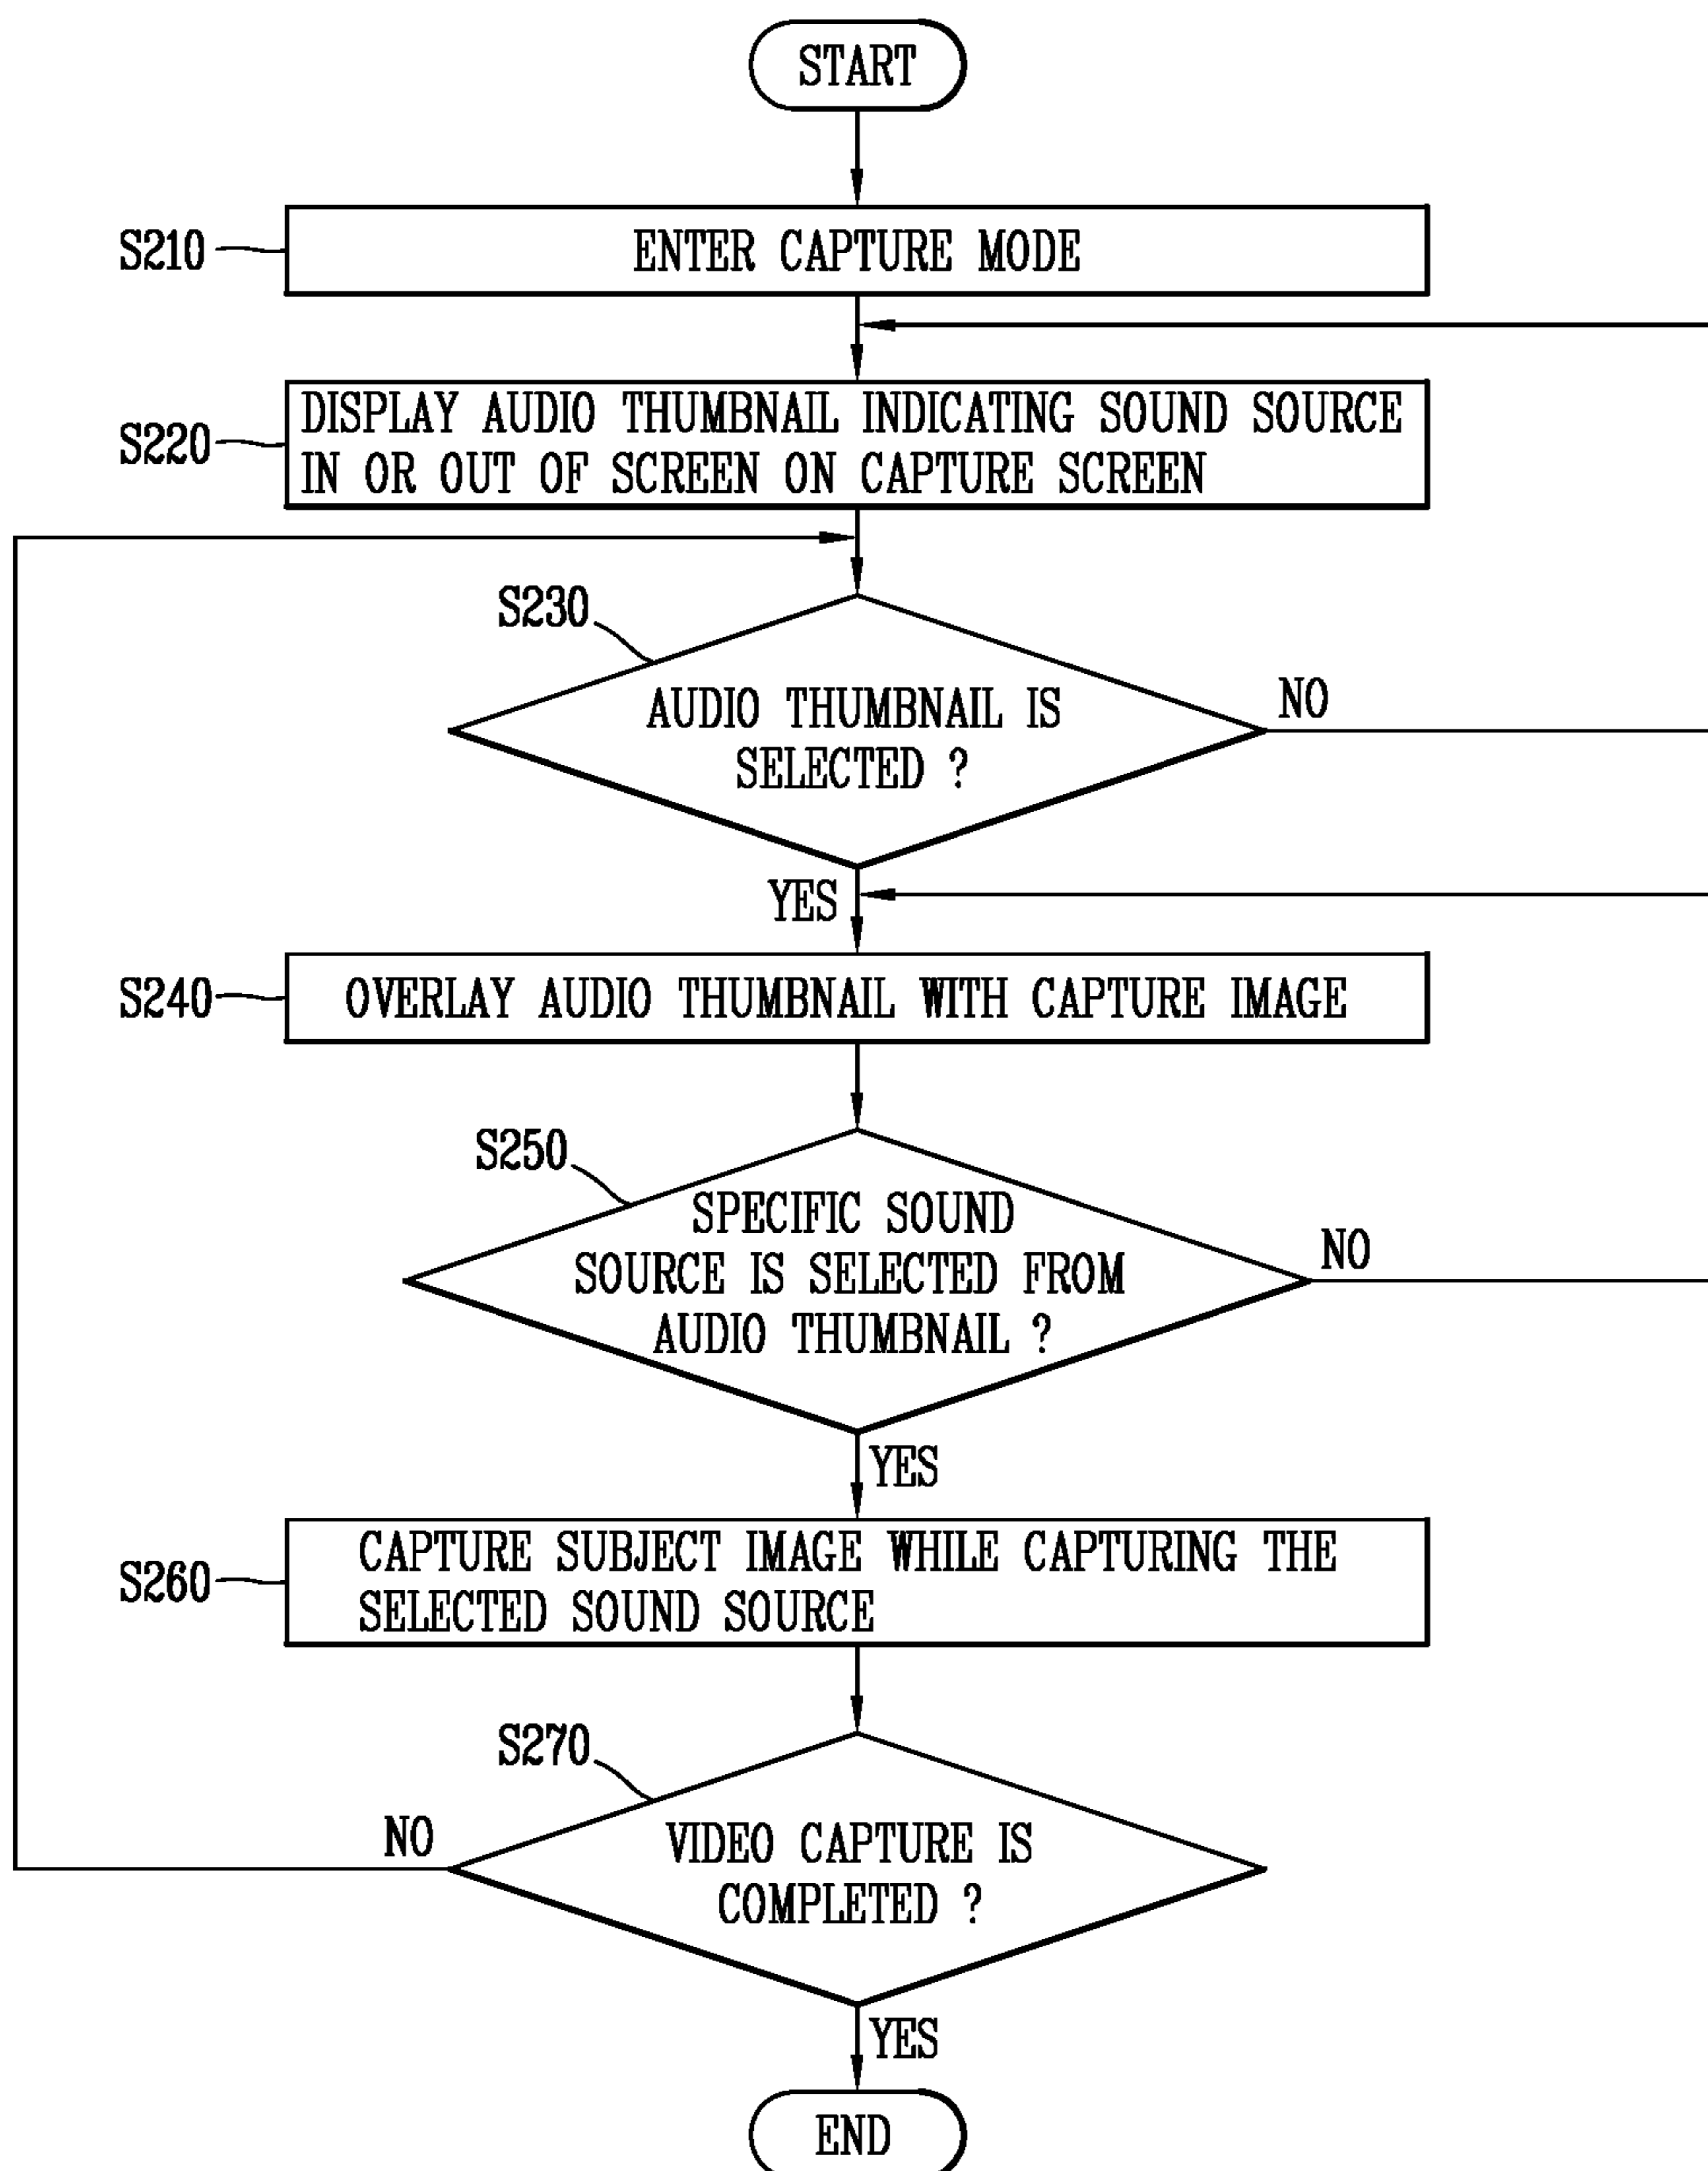 START
S210
ENTER CAPTURE MODE
S220
DISPLAY AUDIO THUMBNAIL INDICATING SOUND SOURCE
IN OR OUT OF SCREEN ON CAPTURE SCREEN
S230
AUDIO THUMBNAIL IS
SELECTED ?
NO
YES
S240
OVERLAY AUDIO THUMBNAIL WITH CAPTURE IMAGE
S250
SPECIFIC SOUND
SOURCE IS SELECTED FROM
AUDIO THUMBNAIL ?
NO
YES
S260
CAPTURE SUBJECT IMAGE WHILE CAPTURING THE
SELECTED SOUND SOURCE
S270
NO
VIDEO CAPTURE IS
COMPLETED ?
YES
END